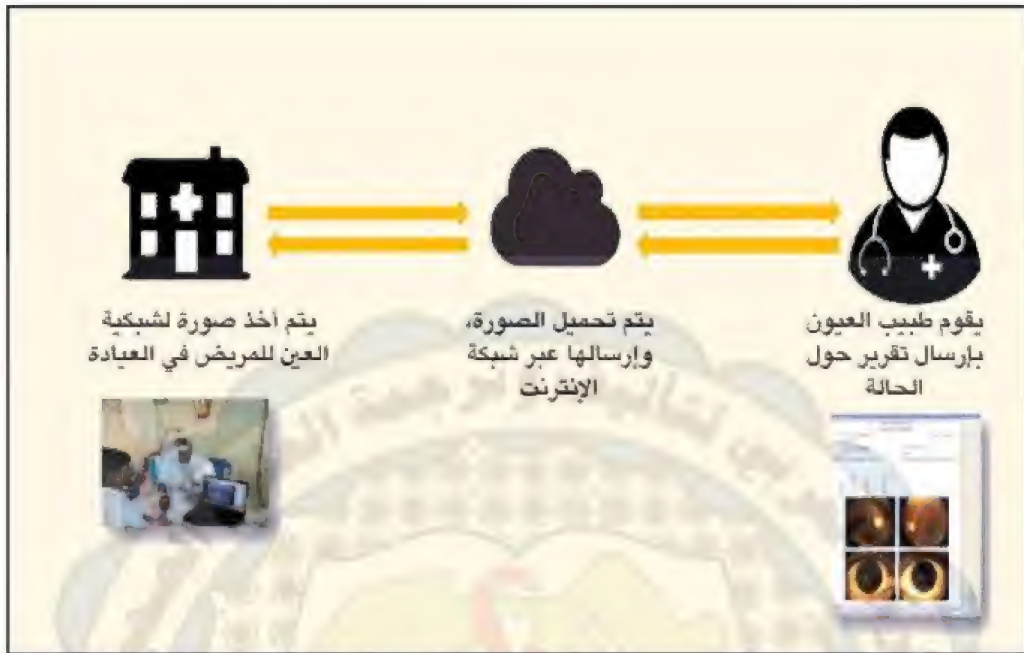 يقوم طبيب العيون
بإرسال تقرير حول
الحالة
يتم تحميل الصورة،
وإرسالها عبر شبكة
الإنترنت
يتم أخذ صورة لشبكية
العين للمريض في العيادة